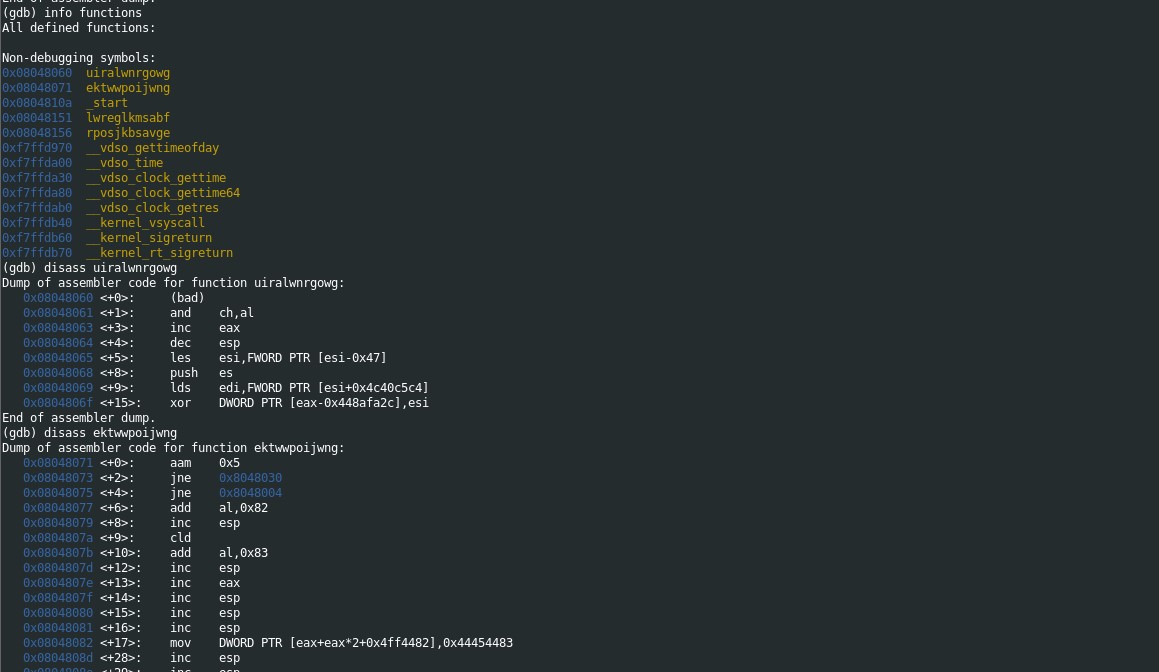 End of assembler dump.
(gdb) info functions
All defined functions:
Non-debugging symbols:
0x08048060  uiralwnrgowg
0x08048071  ektwwpoijwng
0x0804810a  _start
0x08048151  lwreglkmsabf
0x08048156  rposjkbsavge
0xf7ffd970  __vdso_gettimeofday
0xf7ffda00  __vdso_time
0xf7ffda30  __vdso_clock_gettime
0xf7ffda80  __vdso_clock_gettime64
0xf7ffdab0  __vdso_clock_getres
0xf7ffdb40  __kernel_vsyscall
0xf7ffdb60  __kernel_sigreturn
0xf7ffdb70  __kernel_rt_sigreturn
(gdb) disass uiralwnrgowg
Dump of assembler code for function uiralwnrgowg:
   0x08048060 <+0>:     (bad)
   0x08048061 <+1>:     and    ch,al
   0x08048063 <+3>:     inc    eax
   0x08048064 <+4>:     dec    esp
   0x08048065 <+5>:     les    esi,FWORD PTR [esi-0x47]
   0x08048068 <+8>:     push   es
   0x08048069 <+9>:     lds    edi,FWORD PTR [esi+0x4c40c5c4]
   0x0804806f <+15>:    xor    DWORD PTR [eax-0x448afa2c],esi
End of assembler dump.
(gdb) disass ektwwpoijwng
Dump of assembler code for function ektwwpoijwng:
   0x08048071 <+0>:     aam    0x5
   0x08048073 <+2>:     jne    0x8048030
   0x08048075 <+4>:     jne    0x8048004
   0x08048077 <+6>:     add    al,0x82
   0x08048079 <+8>:     inc    esp
   0x0804807a <+9>:     cld
   0x0804807b <+10>:    add    al,0x83
   0x0804807d <+12>:    inc    esp
   0x0804807e <+13>:    inc    eax
   0x0804807f <+14>:    inc    esp
   0x08048080 <+15>:    inc    esp
   0x08048081 <+16>:    inc    esp
   0x08048082 <+17>:    mov    DWORD PTR [eax+eax*2+0x4ff4482],0x44454483
   0x0804808d <+28>:    inc    esp
   0x0804808e <+29>:    inc    esp